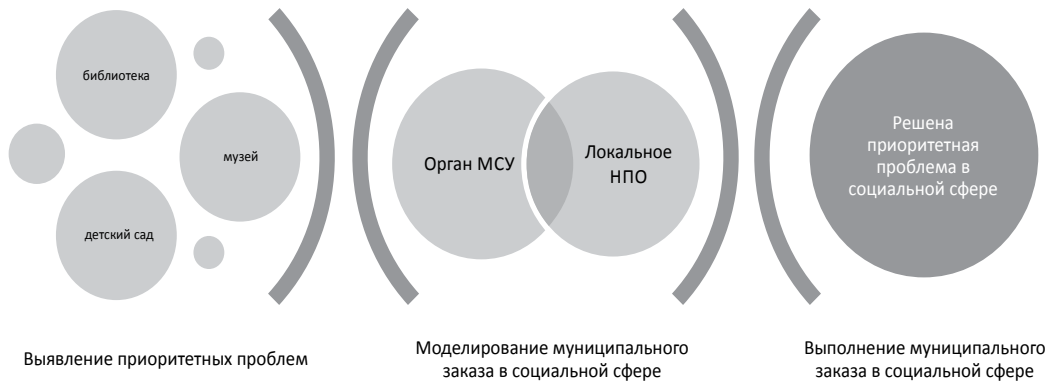 библиотека
музей
детский сад
Выявление приоритетных проблем
Орган МСУ
Локальное
НПО
Моделирование муниципального
заказа в социальной сфере
Решена
приоритетная
проблема в
социальной сфере
Выполнение муниципального
заказа в социальной сфере